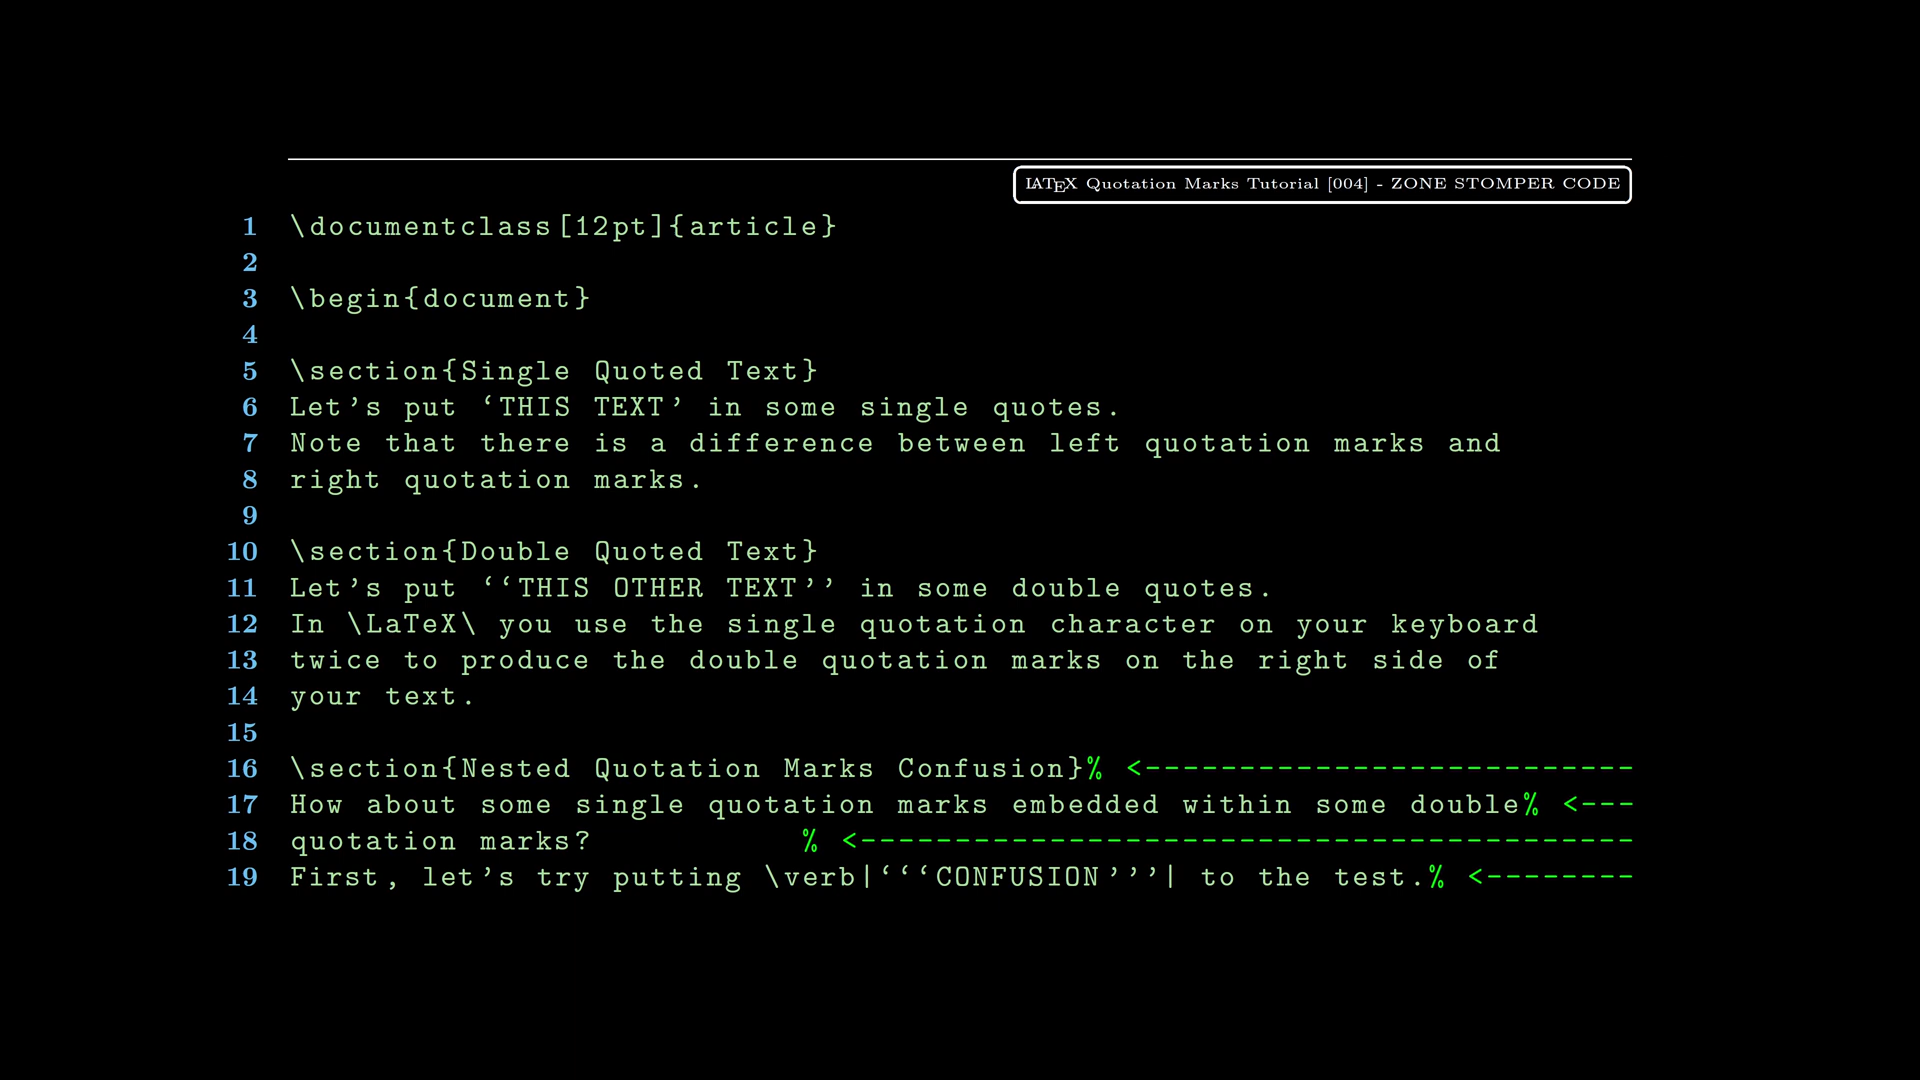 LATEX Quotation Marks Tutorial [004] - ZONE STOMPER CODE
1 \documentclass[12pt]{article}
2
3 \begin{document}
4
5 \section{Single Quoted Text}
6 Let’s put ‘THIS TEXT’ in some single quotes.
7 Note that there is a difference between left quotation marks and
8 right quotation marks.
9
10 \section{Double Quoted Text}
11 Let’s put ‘‘THIS OTHER TEXT’’ in some double quotes.
12 In \LaTeX\ you use the single quotation character on your keyboard
13 twice to produce the double quotation marks on the right side of
14 your text.
15
16 \section{Nested Quotation Marks Confusion}% <--------------------------
17 How about some single quotation marks embedded within some double% <---
18 quotation marks?           % <-----------------------------------------
19 First, let’s try putting \verb|‘‘‘CONFUSION’’’| to the test.% <--------